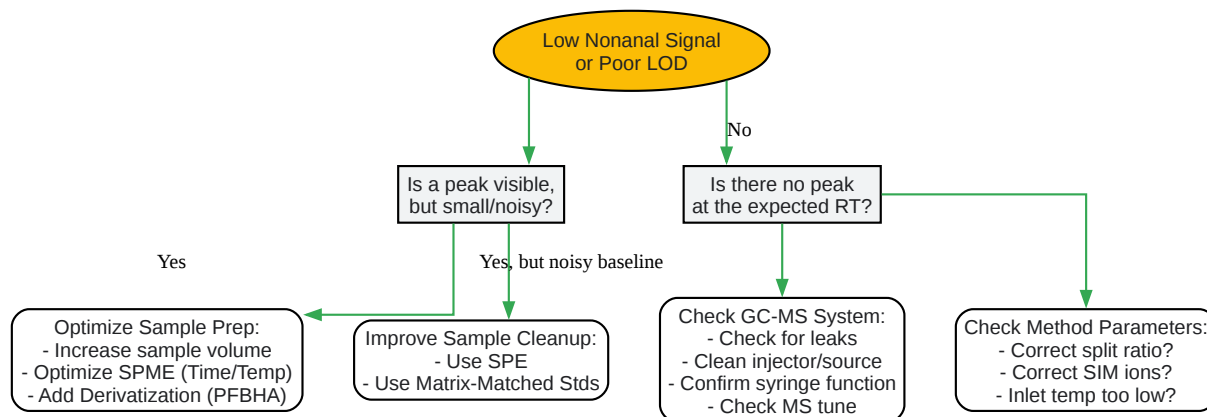 Low Nonanal Signal
or Poor LOD
No
Is a peak visible,
but small/noisy?
Is there no peak
at the expected RT?
Yes
Yes, but noisy baseline
Optimize Sample Prep:
- Increase sample volume
- Optimize SPME (Time/Temp)
- Add Derivatization (PFBHA)
Improve Sample Cleanup:
- Use SPE
- Use Matrix-Matched Stds
Check GC-MS System:
- Check for leaks
- Clean injector/source
- Confirm syringe function
- Check MS tune
Check Method Parameters:
- Correct split ratio?
- Correct SIM ions?
- Inlet temp too low?